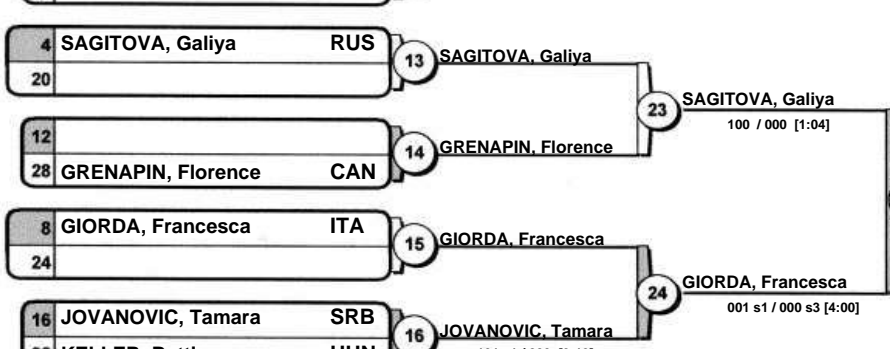 4 SAGITOVA, Galiya RUS
20
13 SAGITOVA, Galiya
12
28 GRENAPIN, Florence CAN
14 GRENAPIN, Florence
23 SAGITOVA, Galiya
100 / 000 [1:04]
8 GIORDA, Francesca ITA
24
15 GIORDA, Francesca
16 JOVANOVIC, Tamara SRB
HUN
16 JOVANOVIC, Tamara
24 GIORDA, Francesca
001 s1 / 000 s3 [4:00]